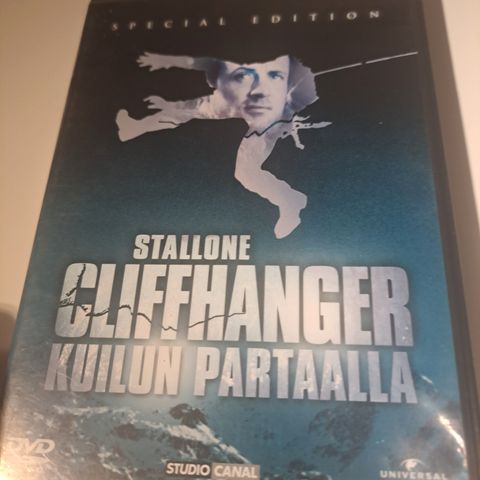 SPECIAL EDITION
STALLONE
CLIFFHANGER
KUILUN PARTAALLA
DVD
STUDIO CANAL
UNIVERSAL